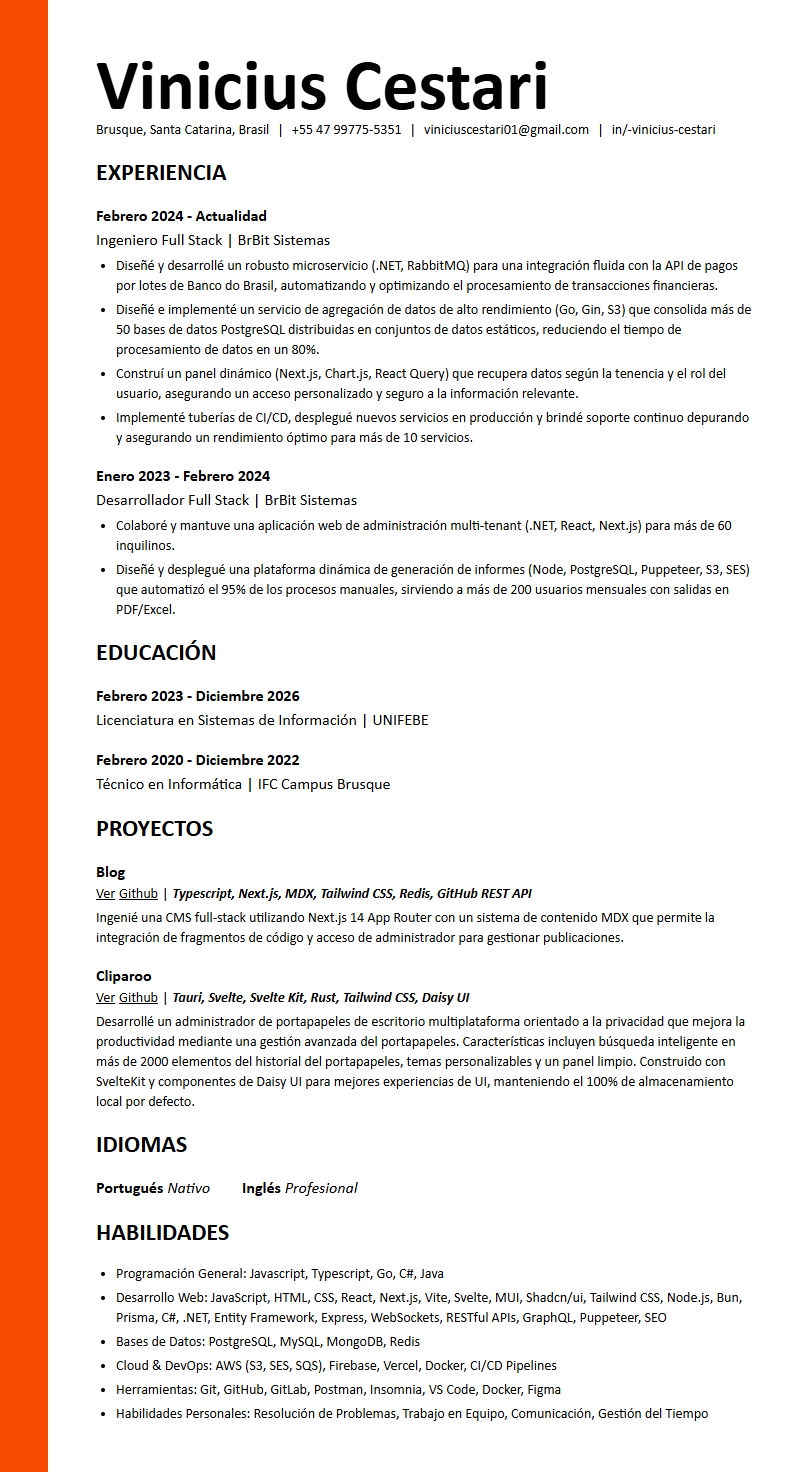 Vinicius Cestari
Brusque, Santa Catarina, Brasil | +55 47 99775-5351 | viniciuscestari01@gmail.com | in/-vinicius-cestari
EXPERIENCIA
Febrero 2024 - Actualidad
Ingeniero Full Stack | BrBit Sistemas
• Diseñé y desarrollé un robusto microservicio (.NET, RabbitMQ) para una integración fluida con la API de pagos
por lotes de Banco do Brasil, automatizando y optimizando el procesamiento de transacciones financieras.
• Diseñé e implementé un servicio de agregación de datos de alto rendimiento (Go, Gin, S3) que consolida más de
50 bases de datos PostgreSQL distribuidas en conjuntos de datos estáticos, reduciendo el tiempo de
procesamiento de datos en un 80%.
• Construí un panel dinámico (Next.js, Chart.js, React Query) que recupera datos según la tenencia y el rol del
usuario, asegurando un acceso personalizado y seguro a la información relevante.
• Implementé tuberías de CI/CD, desplegué nuevos servicios en producción y brindé soporte continuo depurando
y asegurando un rendimiento óptimo para más de 10 servicios.
Enero 2023 - Febrero 2024
Desarrollador Full Stack | BrBit Sistemas
• Colaboré y mantuve una aplicación web de administración multi-tenant (.NET, React, Next.js) para más de 60
inquilinos.
• Diseñé y desplegué una plataforma dinámica de generación de informes (Node, PostgreSQL, Puppeteer, S3, SES)
que automatizó el 95% de los procesos manuales, sirviendo a más de 200 usuarios mensuales con salidas en
PDF/Excel.
EDUCACIÓN
Febrero 2023 - Diciembre 2026
Licenciatura en Sistemas de Información | UNIFEBE
Febrero 2020 - Diciembre 2022
Técnico en Informática | IFC Campus Brusque
PROYECTOS
Blog
Ver Github | Typescript, Next.js, MDX, Tailwind CSS, Redis, GitHub REST API
Ingenié una CMS full-stack utilizando Next.js 14 App Router con un sistema de contenido MDX que permite la
integración de fragmentos de código y acceso de administrador para gestionar publicaciones.
Cliparoo
Ver Github | Tauri, Svelte, Svelte Kit, Rust, Tailwind CSS, Daisy UI
Desarrollé un administrador de portapapeles de escritorio multiplataforma orientado a la privacidad que mejora la
productividad mediante una gestión avanzada del portapapeles. Características incluyen búsqueda inteligente en
más de 2000 elementos del historial del portapapeles, temas personalizables y un panel limpio. Construido con
SvelteKit y componentes de Daisy UI para mejores experiencias de UI, manteniendo el 100% de almacenamiento
local por defecto.
IDIOMAS
Portugués Nativo Inglés Profesional
HABILIDADES
• Programación General: Javascript, Typescript, Go, C#, Java
• Desarrollo Web: JavaScript, HTML, CSS, React, Next.js, Vite, Svelte, MUI, Shadcn/ui, Tailwind CSS, Node.js, Bun,
Prisma, C#, .NET, Entity Framework, Express, WebSockets, RESTful APIs, GraphQL, Puppeteer, SEO
• Bases de Datos: PostgreSQL, MySQL, MongoDB, Redis
• Cloud & DevOps: AWS (S3, SES, SQS), Firebase, Vercel, Docker, CI/CD Pipelines
• Herramientas: Git, GitHub, GitLab, Postman, Insomnia, VS Code, Docker, Figma
• Habilidades Personales: Resolución de Problemas, Trabajo en Equipo, Comunicación, Gestión del Tiempo